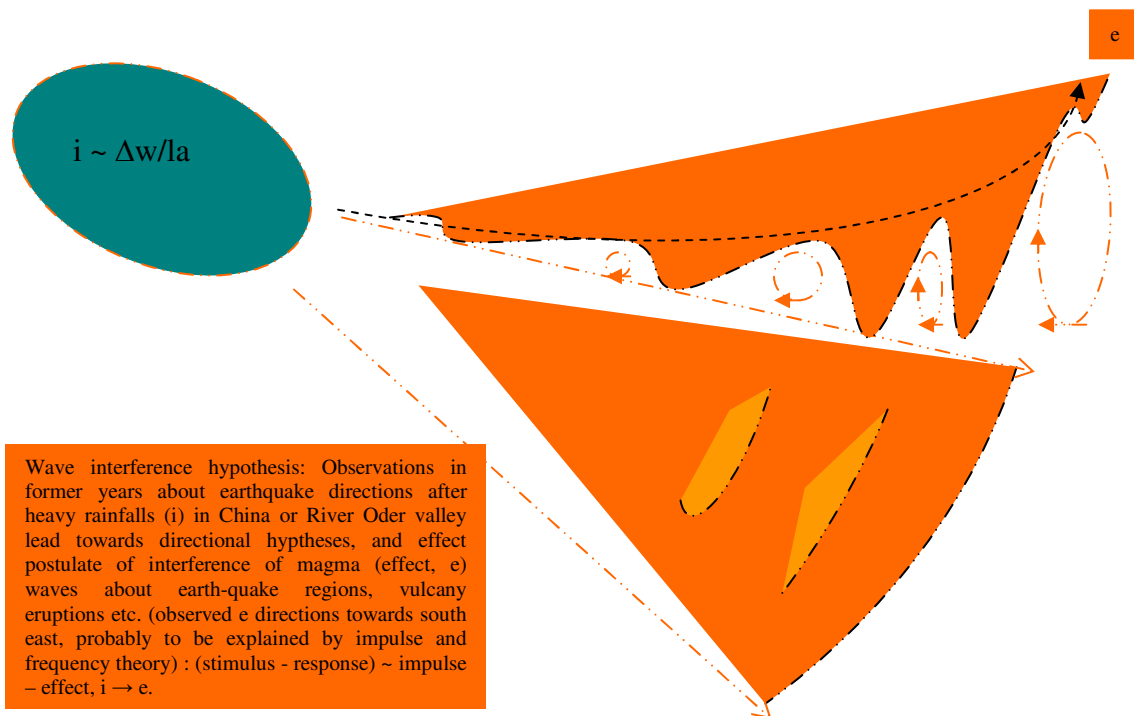 e
i ~ Δw/la
Wave interference hypothesis: Observations in
former years about earthquake directions after
heavy rainfalls (i) in China or River Oder valley
lead towards directional hyptheses, and effect
postulate of interference of magma (effect, e)
waves about earth-quake regions, vulcany
eruptions etc. (observed e directions towards south
east, probably to be explained by impulse and
frequency theory) : (stimulus - response) ~ impulse
– effect, i → e.